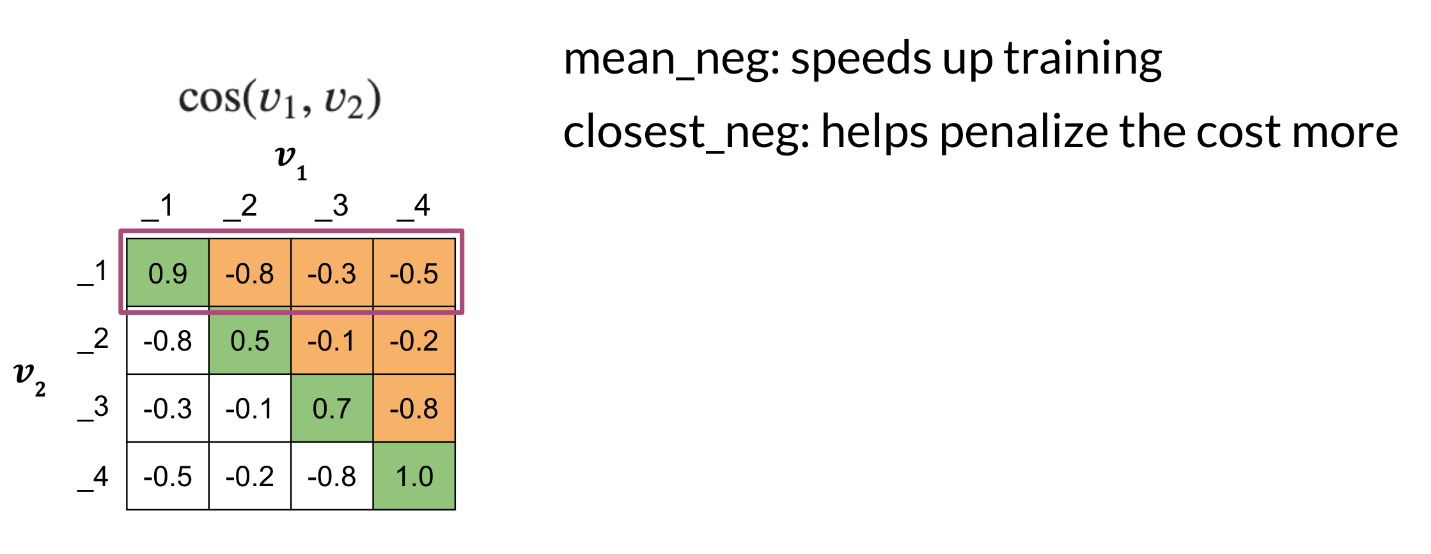 mean_neg: speeds up training
closest_neg: helps penalize the cost more
cos(v1, v2)
v1
_1 _2 _3 _4
_1 0.9 -0.8 -0.3 -0.5
_2 -0.8 0.5 -0.1 -0.2
v2
_3 -0.3 -0.1 0.7 -0.8
_4 -0.5 -0.2 -0.8 1.0